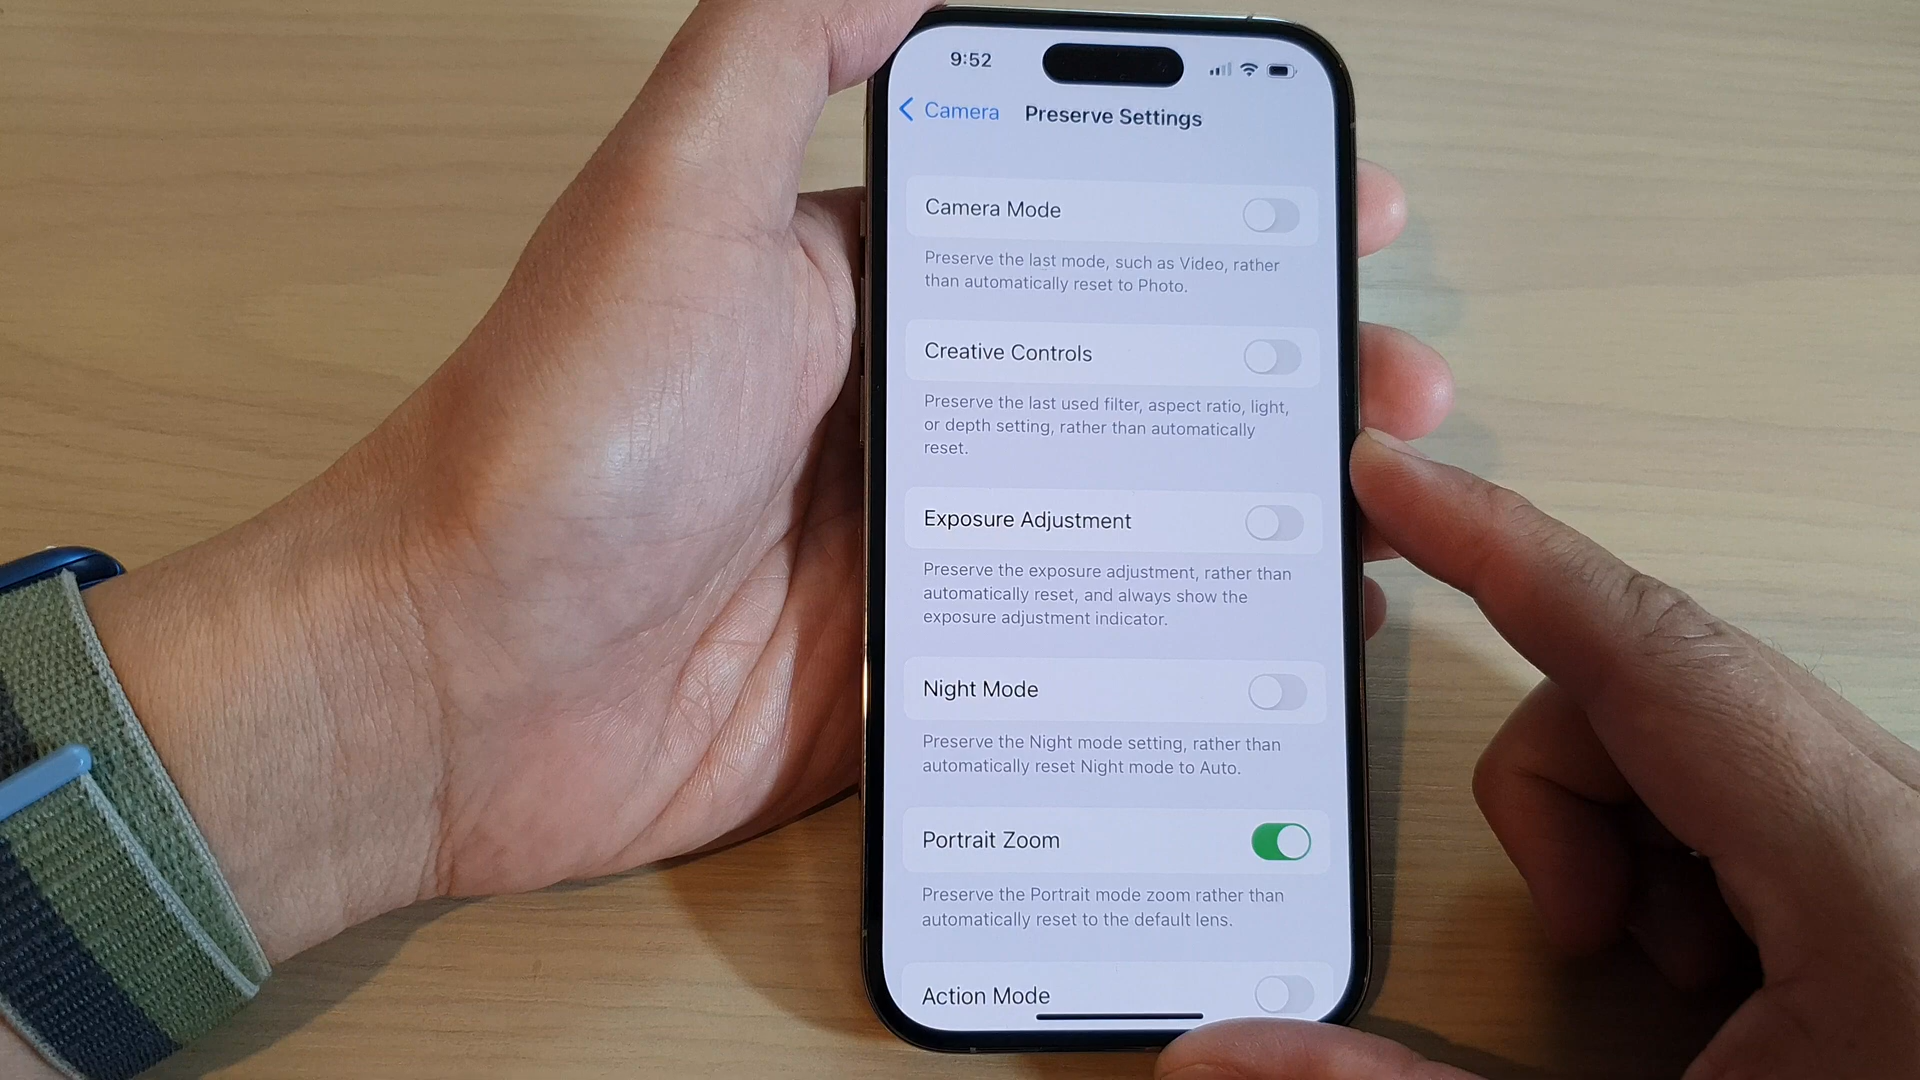 9:52
Camera Preserve Settings
Camera Mode
Preserve the last mode, such as Video, rather
than automatically reset to Photo.
Creative Controls
Preserve the last used filter, aspect ratio, light,
or depth setting, rather than automatically
reset.
Exposure Adjustment
Preserve the exposure adjustment, rather than
automatically reset, and always show the
exposure adjustment indicator.
Night Mode
Preserve the Night mode setting, rather than
automatically reset Night mode to Auto.
Portrait Zoom
Preserve the Portrait mode zoom rather than
automatically reset to the default lens.
Action Mode